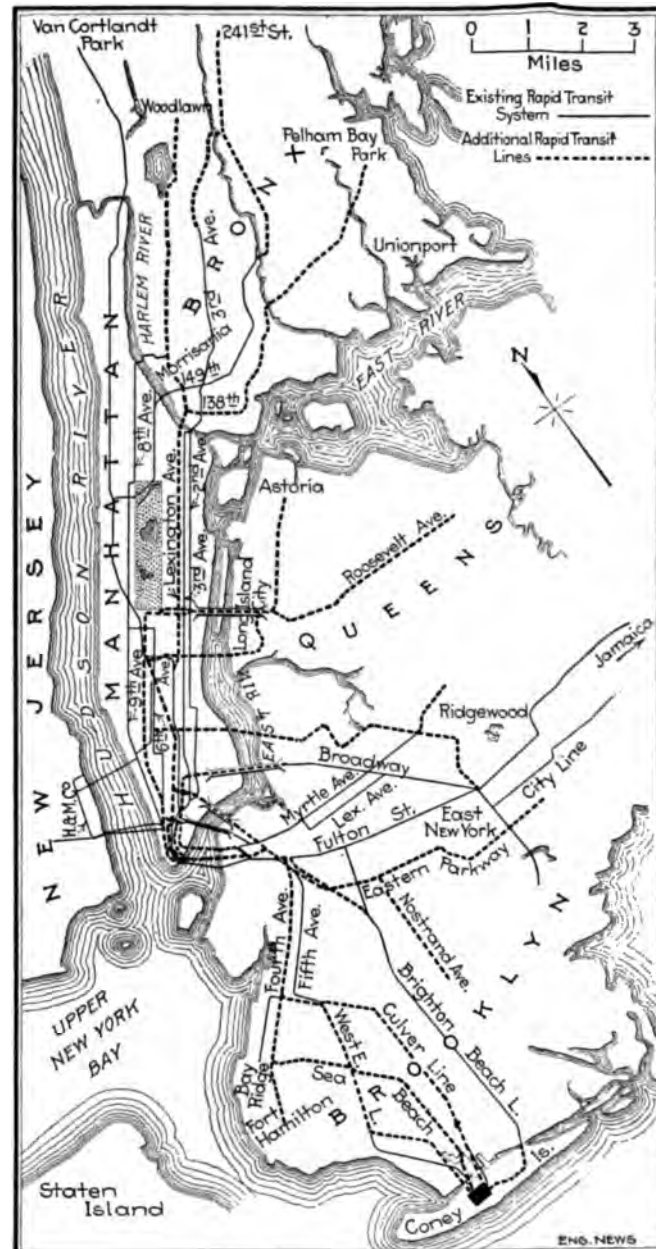 Van Cortlandt
Park
241st St.
0 1 2 3
Miles
Existing Rapid Transit
System
Additional Rapid Transit
Lines
Woodlawn
Pelham Bay
Park
Unionport
HARLEM RIVER
BRONX
3rd Ave.
Morrisania
149th
138th
EAST RIVER
N
NEW JERSEY
HUDSON RIVER
MANHATTAN
8th Ave.
Lexington Ave.
2nd Ave.
3rd Ave.
Astoria
Roosevelt Ave.
Long Island
City
QUEENS
9th Ave.
6th Ave.
EAST RIV.
Jamaica
Ridgewood
City Line
H.& M. Co.
Broadway
Myrtle Ave.
Lex. Ave.
Fulton St.
East
New York
Eastern Parkway
Nostrand Ave.
Fourth Ave.
Fifth Ave.
BROOKLYN
Brighton Beach L.
Culver Line
West E.
L.
Sea Beach
Bay
Ridge
Fort
Hamilton
UPPER
NEW YORK
BAY
Staten
Island
Coney Is.
ENG. NEWS